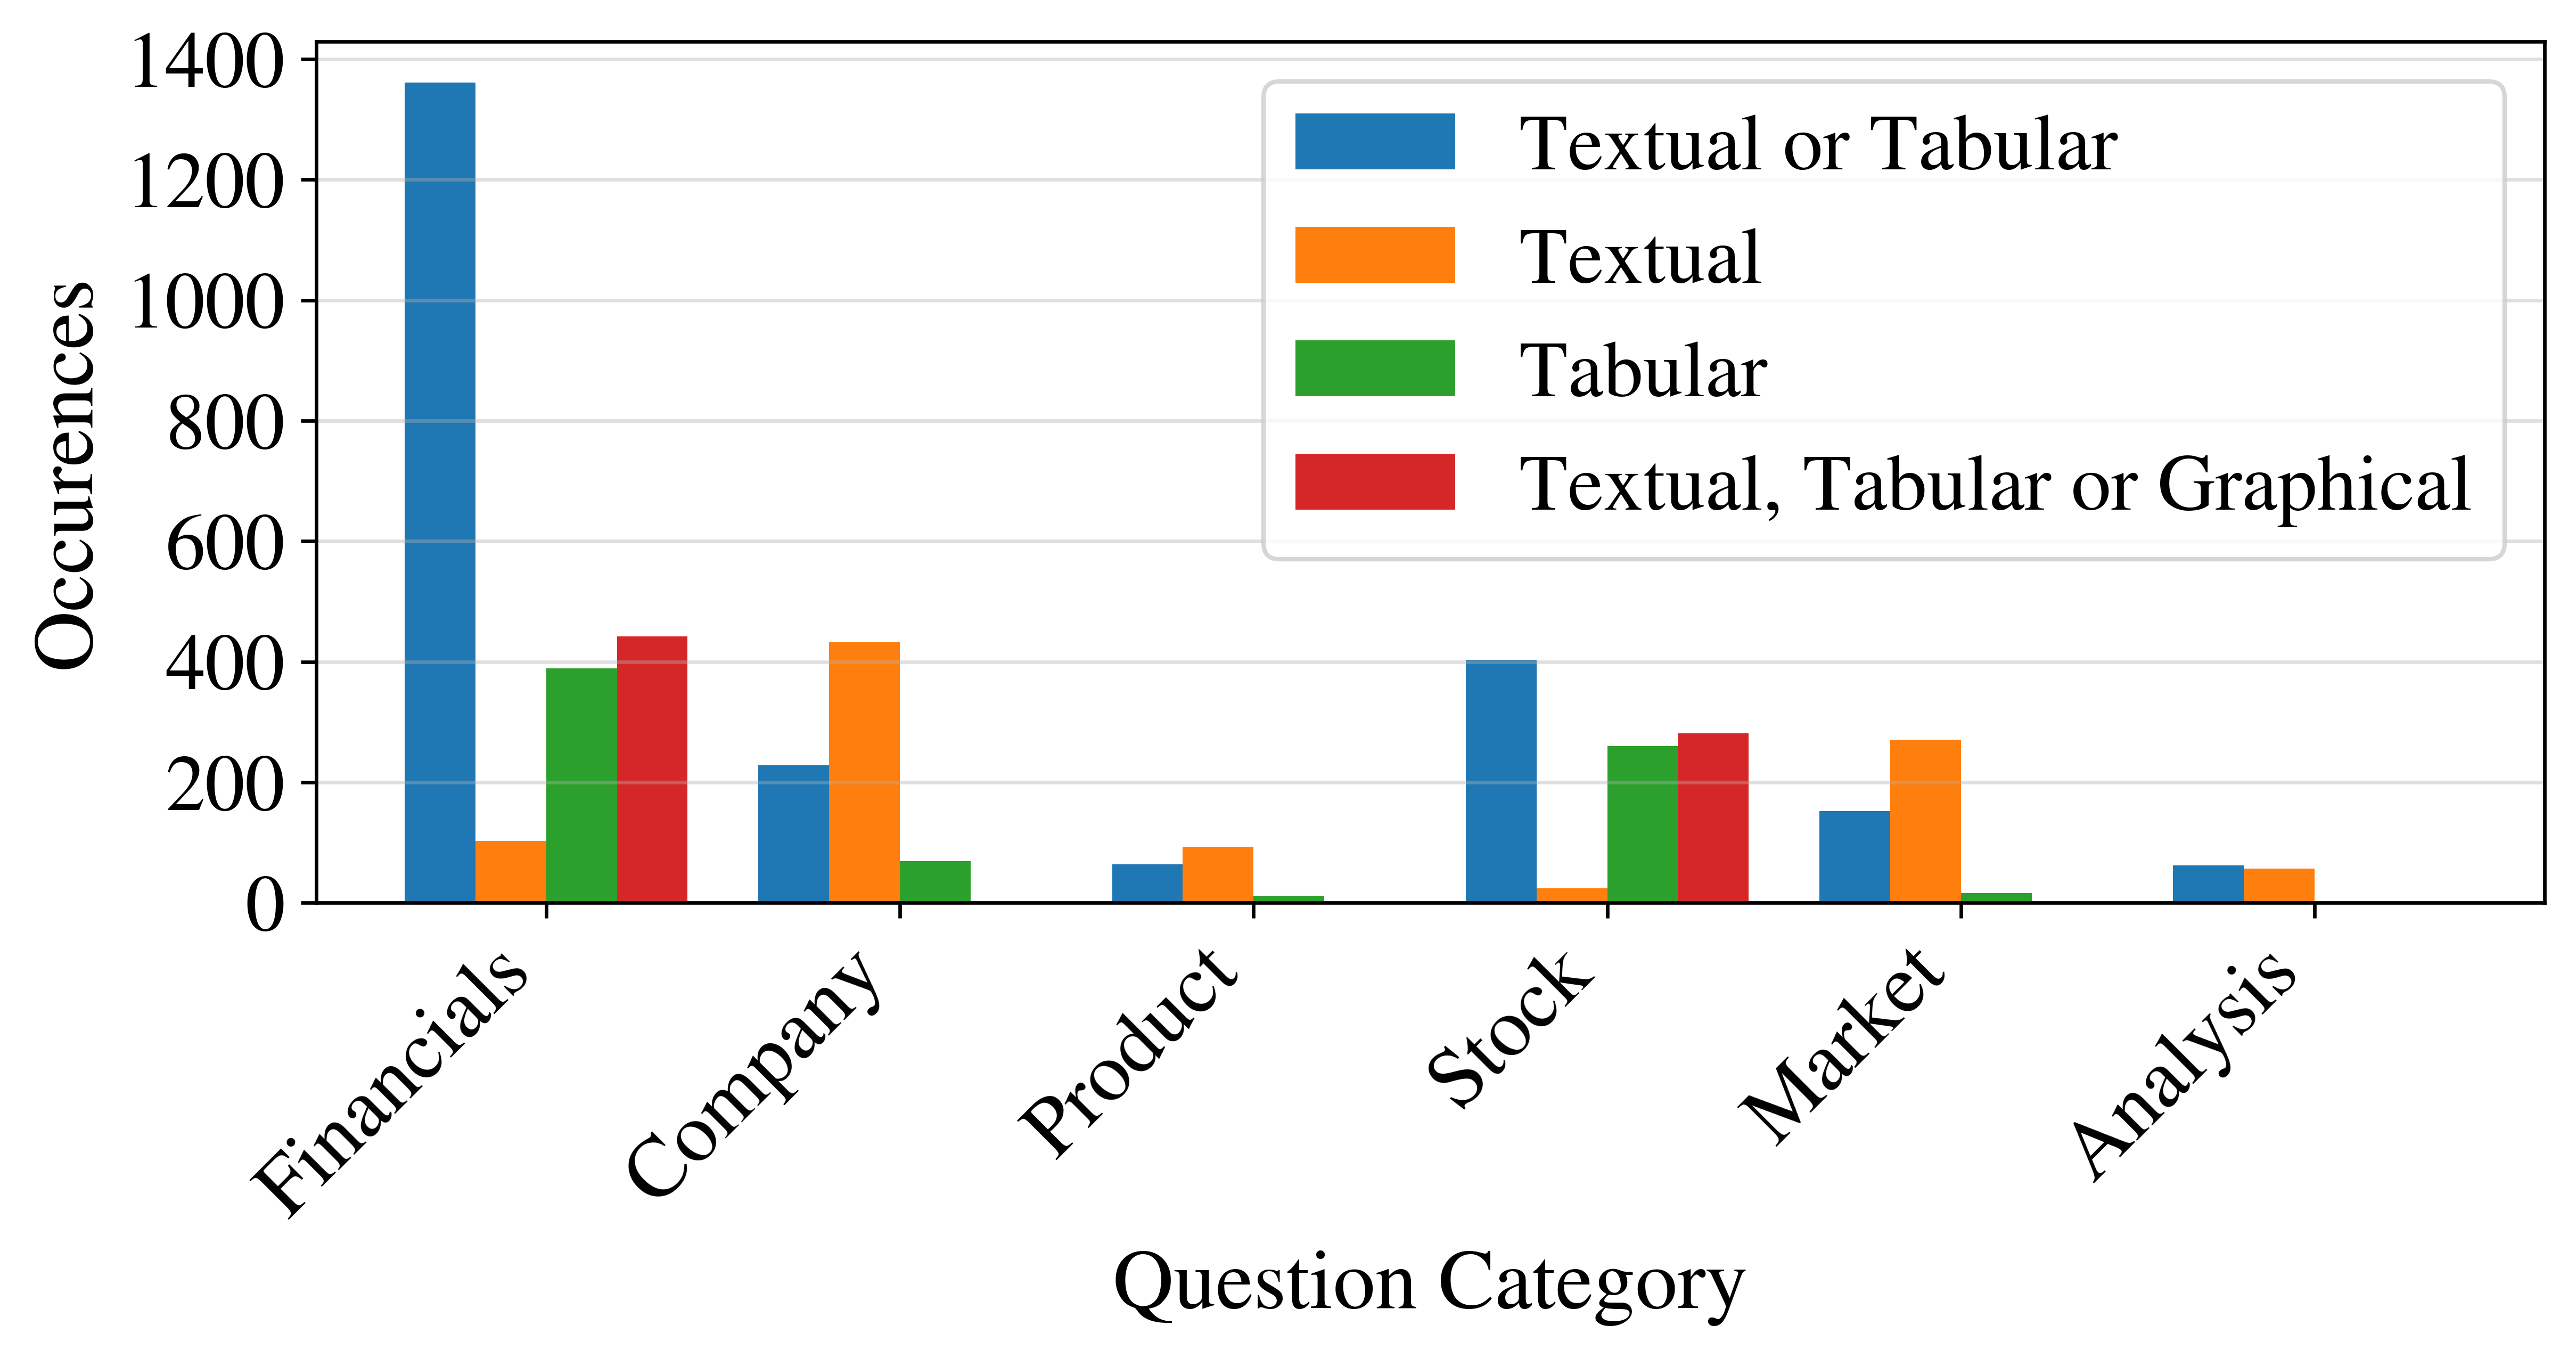 1400
1200
1000
800
600
400
200
0
Occurences
Textual or Tabular
Textual
Tabular
Textual, Tabular or Graphical
Financials
Company
Product
Stock
Market
Analysis
Question Category